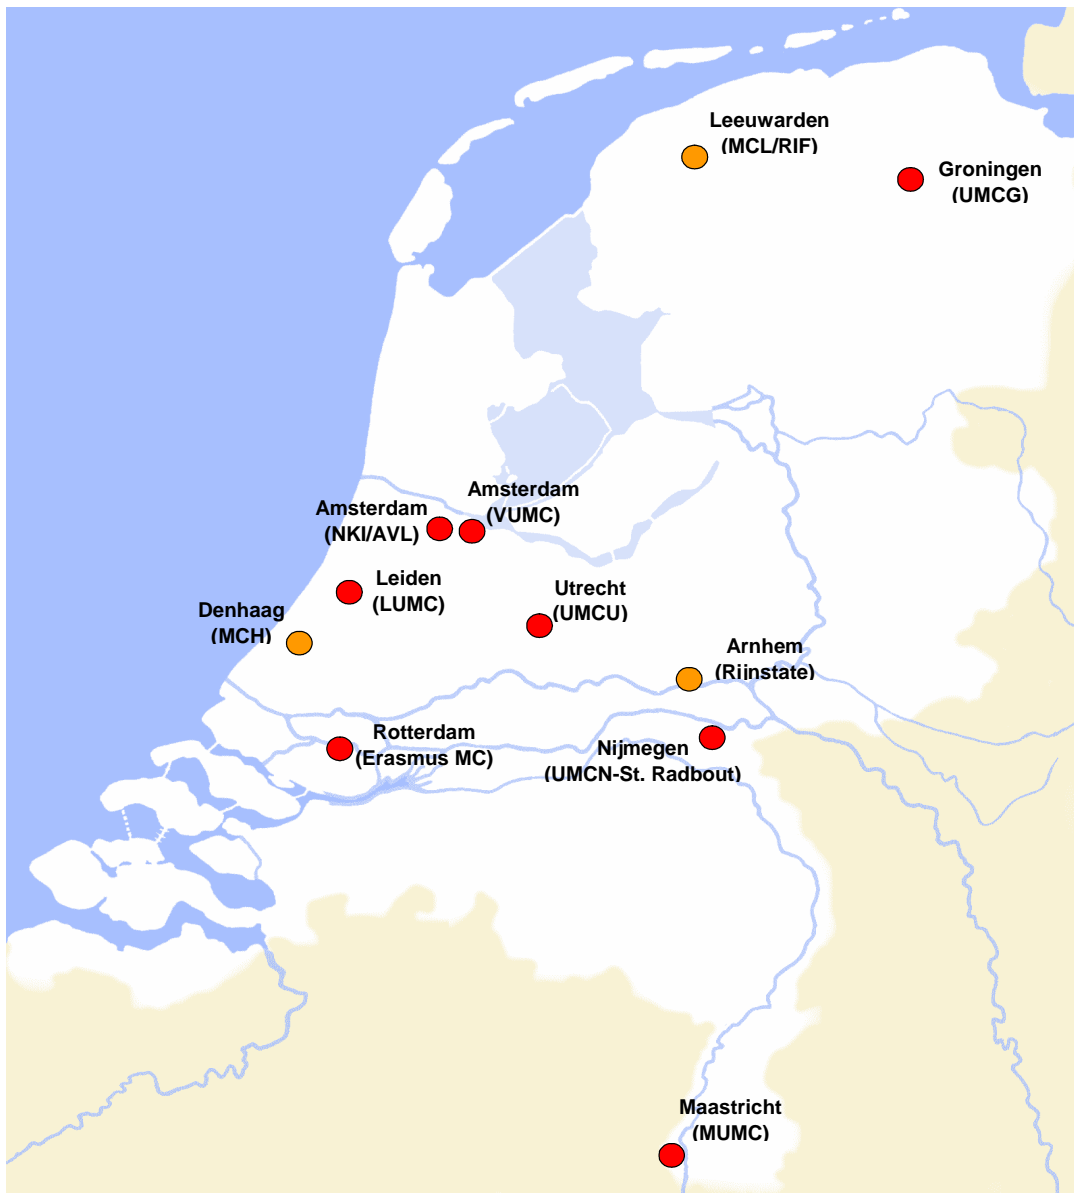 Leeuwarden
(MCL/RIF)
Groningen
(UMCG)
Amsterdam
(VUMC)
Amsterdam
(NKI/AVL)
Leiden
(LUMC)
Utrecht
(UMCU)
Denhaag
(MCH)
Arnhem
(Rijnstate)
Rotterdam
(Erasmus MC)
Nijmegen
(UMCN-St. Radbout)
Maastricht
(MUMC)